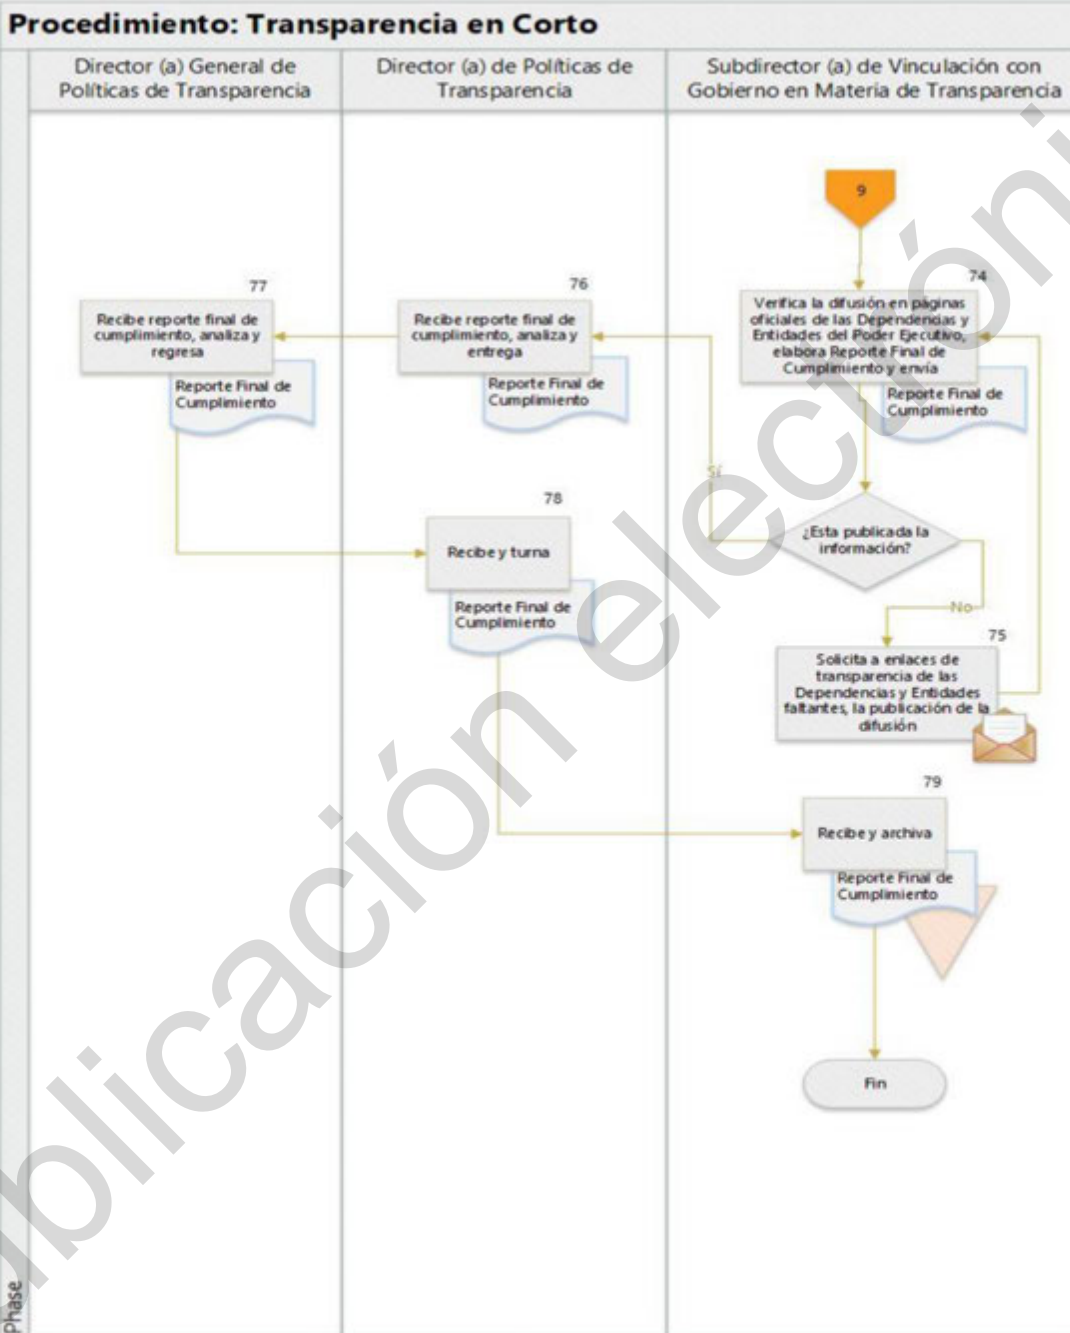 Procedimiento: Transparencia en Corto
Director (a) General de
Políticas de Transparencia
Director (a) de Políticas de
Transparencia
Subdirector (a) de Vinculación con
Gobierno en Materia de Transparencia
9
74
Verifica la difusión en páginas
oficiales de las Dependencias y
Entidades del Poder Ejecutivo,
elabora Reporte Final de
Cumplimiento y envía
Reporte Final de
Cumplimiento
77
Recibe reporte final de
cumplimiento, analiza y
regresa
Reporte Final de
Cumplimiento
76
Recibe reporte final de
cumplimiento, analiza y
entrega
Reporte Final de
Cumplimiento
Sí
¿Esta publicada la
información?
No
78
Recibe y turna
Reporte Final de
Cumplimiento
75
Solicita a enlaces de
transparencia de las
Dependencias y Entidades
faltantes, la publicación de la
difusión
79
Recibe y archiva
Reporte Final de
Cumplimiento
Fin
Phase
ublicación electróni